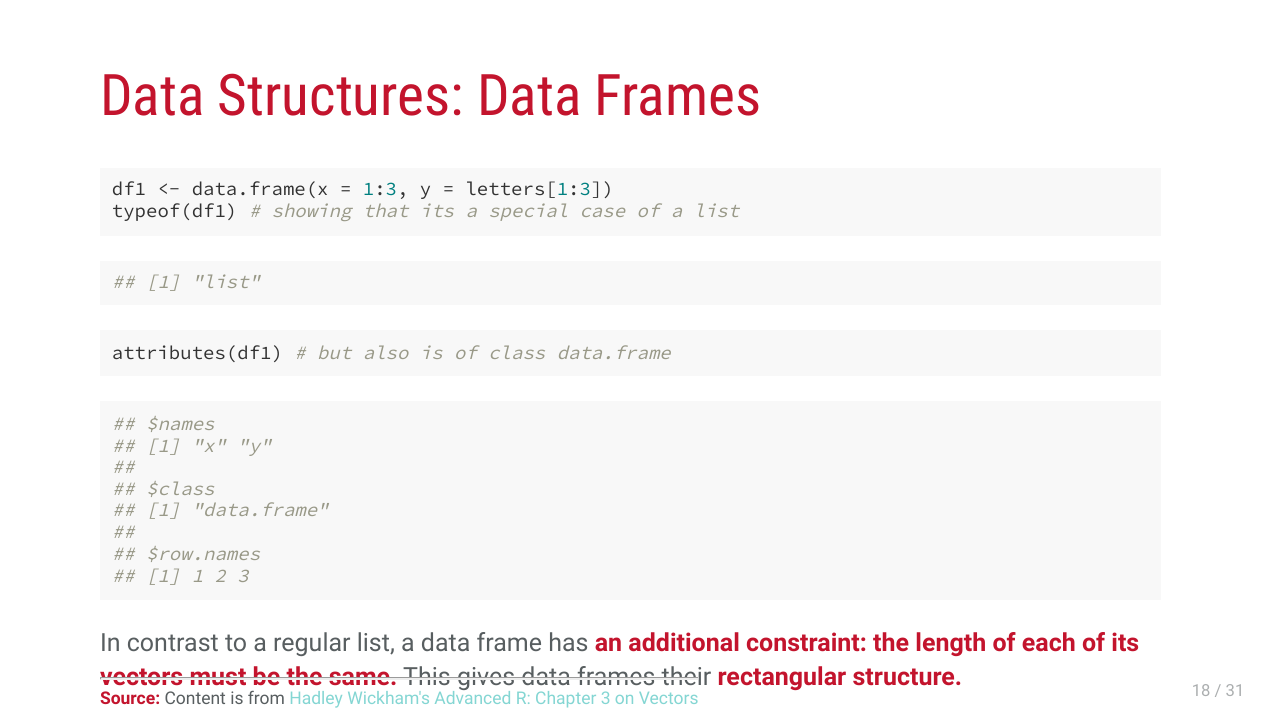 Data Structures: Data Frames
df1 <- data.frame(x = 1:3, y = letters[1:3])
typeof(df1) # showing that its a special case of a list
## [1] "list"
attributes(df1) # but also is of class data.frame
## $names
## [1] "x" "y"
##
## $class
## [1] "data.frame"
##
## $row.names
## [1] 1 2 3
In contrast to a regular list, a data frame has an additional constraint: the length of each of its
vectors must be the same. This gives data frames their rectangular structure.
Source: Content is from Hadley Wickham's Advanced R: Chapter 3 on Vectors
18 / 31